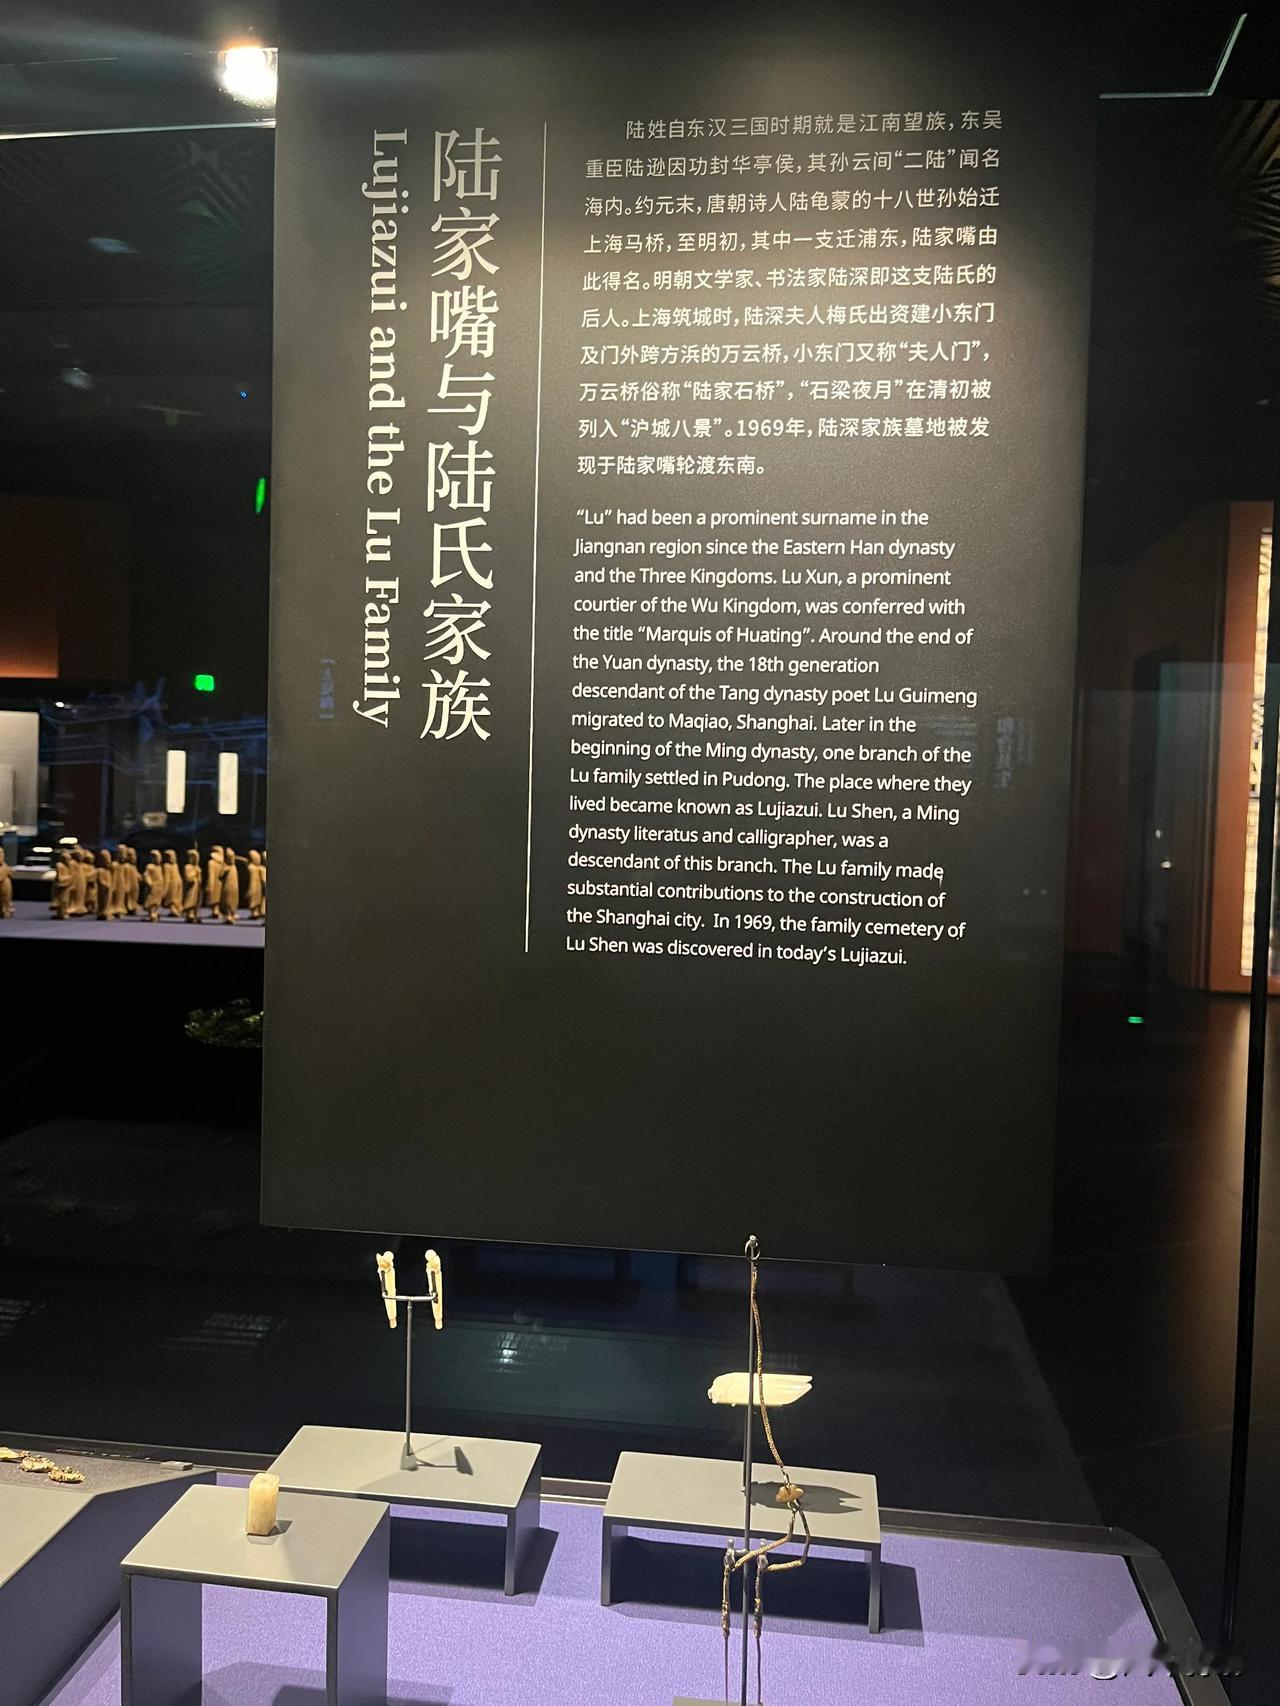 陆家嘴与陆氏家族
Lujiazui and the Lu Family
陆姓自东汉三国时期就是江南望族，东吴
重臣陆逊因功封华亭侯，其孙云间“二陆”闻名
海内。约元末，唐朝诗人陆龟蒙的十八世孙始迁
上海马桥，至明初，其中一支迁浦东，陆家嘴由
此得名。明朝文学家、书法家陆深即这支陆氏的
后人。上海筑城时，陆深夫人梅氏出资建小东门
及门外跨方浜的万云桥，小东门又称“夫人门”，
万云桥俗称“陆家石桥”，“石梁夜月”在清初被
列入“沪城八景”。1969年，陆深家族墓地被发
现于陆家嘴轮渡东南。
“Lu” had been a prominent surname in the
Jiangnan region since the Eastern Han dynasty
and the Three Kingdoms. Lu Xun, a prominent
courtier of the Wu Kingdom, was conferred with
the title “Marquis of Huating”. Around the end of
the Yuan dynasty, the 18th generation
descendant of the Tang dynasty poet Lu Guimeng
migrated to Maqiao, Shanghai. Later in the
beginning of the Ming dynasty, one branch of the
Lu family settled in Pudong. The place where they
lived became known as Lujiazui. Lu Shen, a Ming
dynasty literatus and calligrapher, was a
descendant of this branch. The Lu family made
substantial contributions to the construction of
the Shanghai city. In 1969, the family cemetery of
Lu Shen was discovered in today’s Lujiazui.